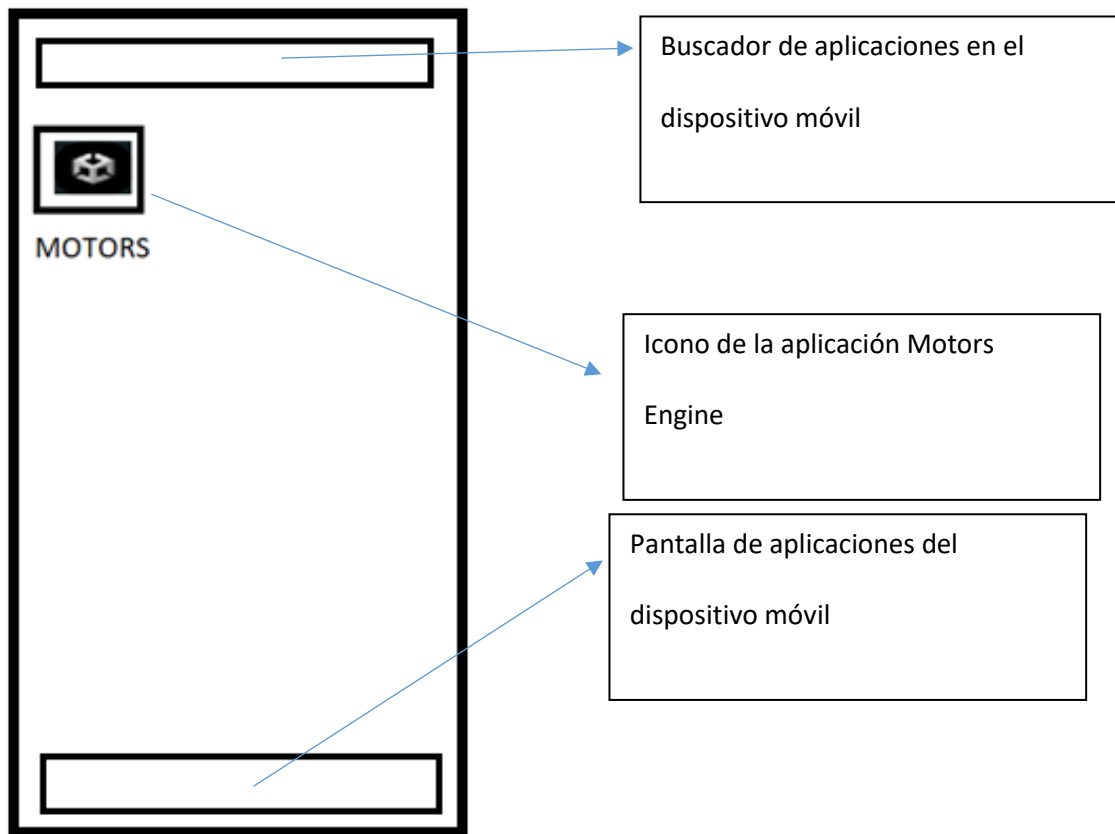 Buscador de aplicaciones en el
dispositivo móvil
MOTORS
Icono de la aplicación Motors
Engine
Pantalla de aplicaciones del
dispositivo móvil